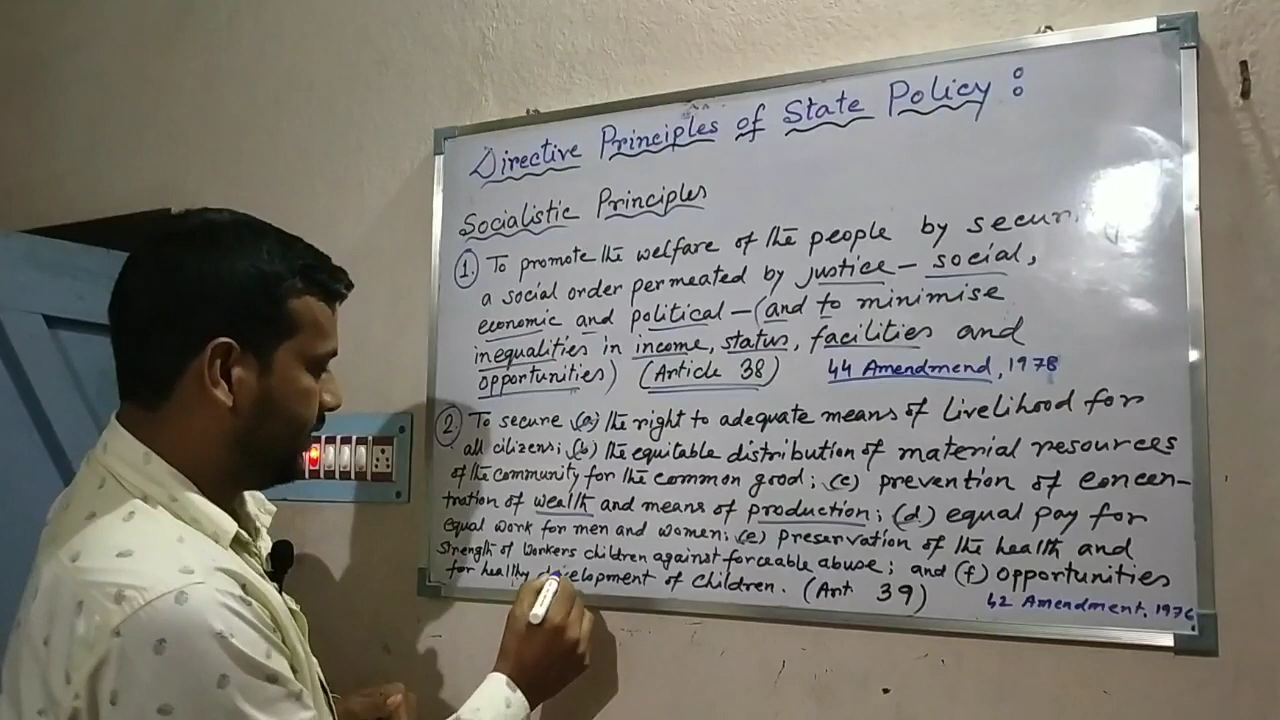 Directive Principles of State Policy :
Socialistic Principles
1. To promote the welfare of the people by
a social order permeated by justice - social,
economic and political - (and to minimise
inequalities in income, status, facilities and
opportunities) (Article 38) 44 Amendmend, 1978
2. To secure (a) the right to adequate means of Livelihood for
all citizens; (b) the equitable distribution of material resources
of the community for the common good; (c) prevention of concen-
tration of wealth and means of production; (d) equal pay for
equal work for men and women; (e) preservation of the health and
strength of workers children against forceable abuse; and (f) opportunities
for healthy development of children. (Art 39) 42 Amendment, 1976